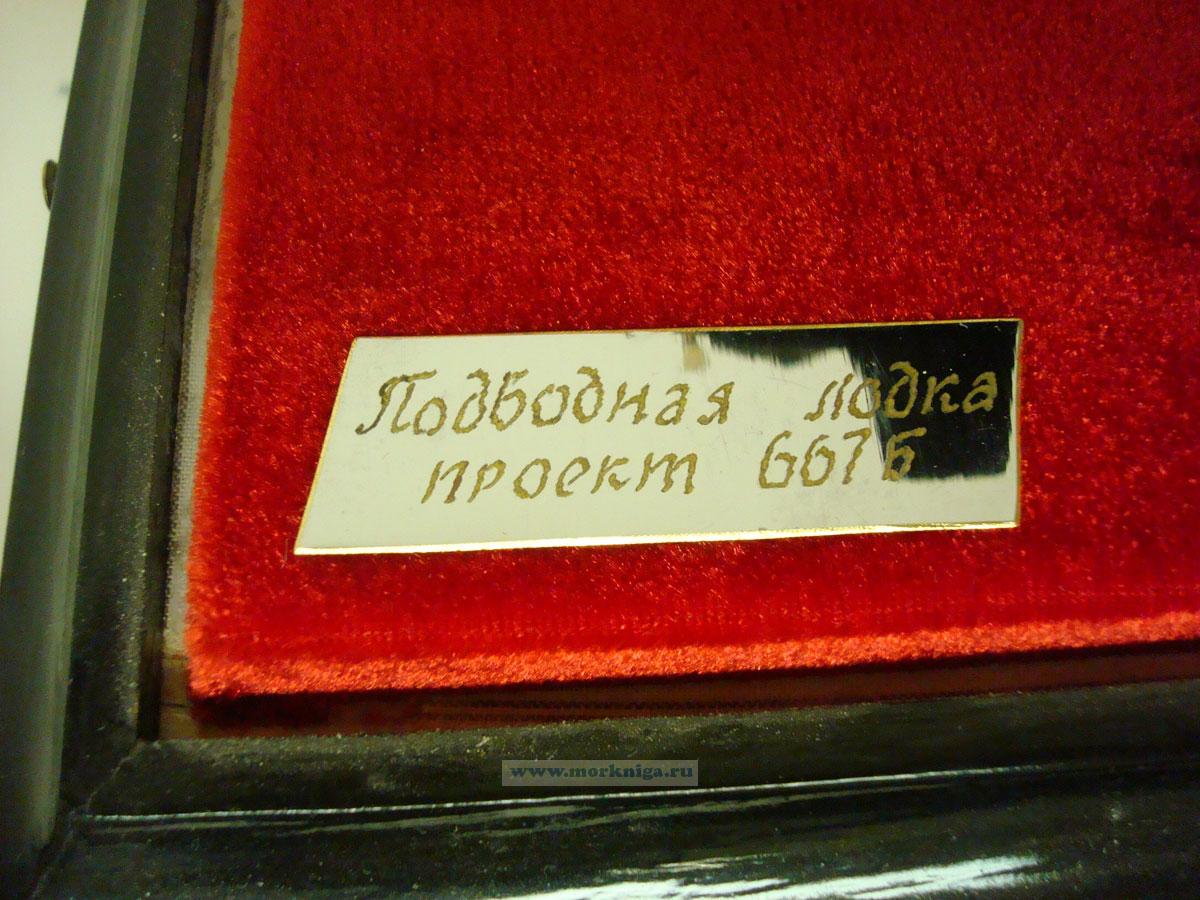 Подводная лодка
проект 667Б
www.morkniga.ru